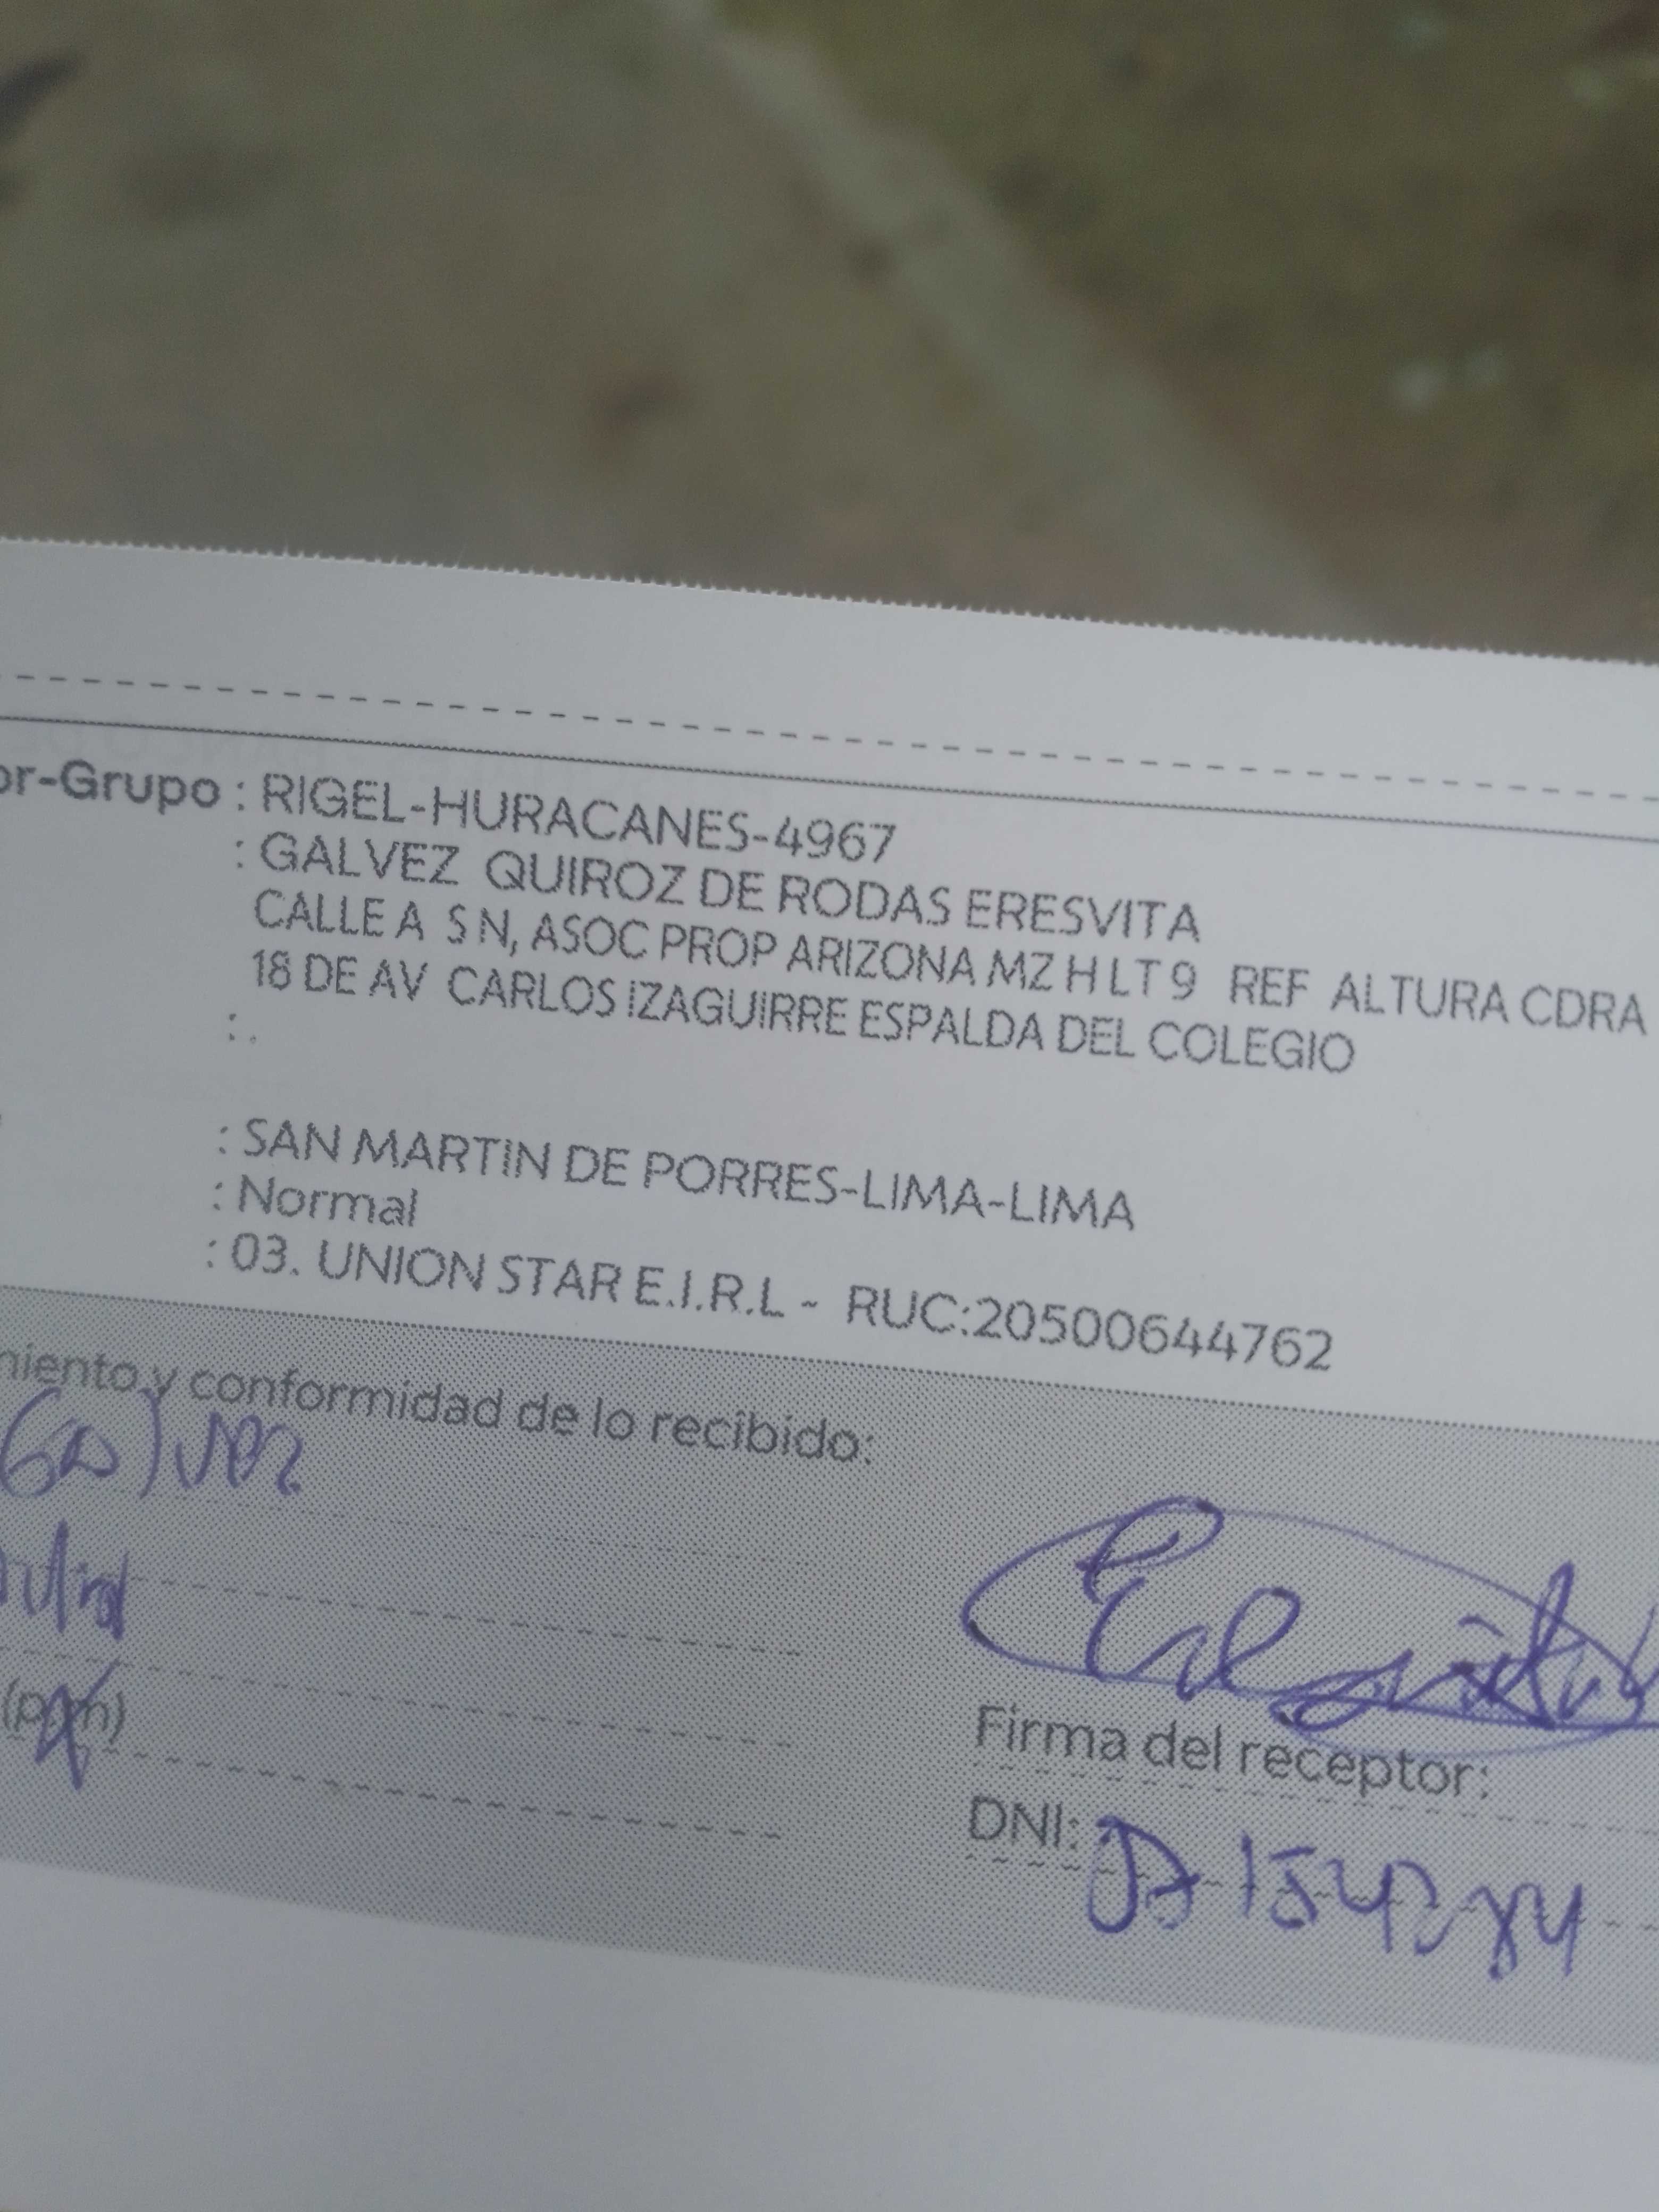 or-Grupo : RIGEL-HURACANES-4967
: GALVEZ QUIROZ DE RODAS ERESVITA
CALLE A S N, ASOC PROP ARIZONA MZ H LT 9 REF ALTURA CDRA
18 DE AV CARLOS IZAGUIRRE ESPALDA DEL COLEGIO
: .
: SAN MARTIN DE PORRES-LIMA-LIMA
: Normal
: 03. UNION STAR E.I.R.L - RUC:20500644762
miento y conformidad de lo recibido:
(pm)
Firma del receptor:
DNI: